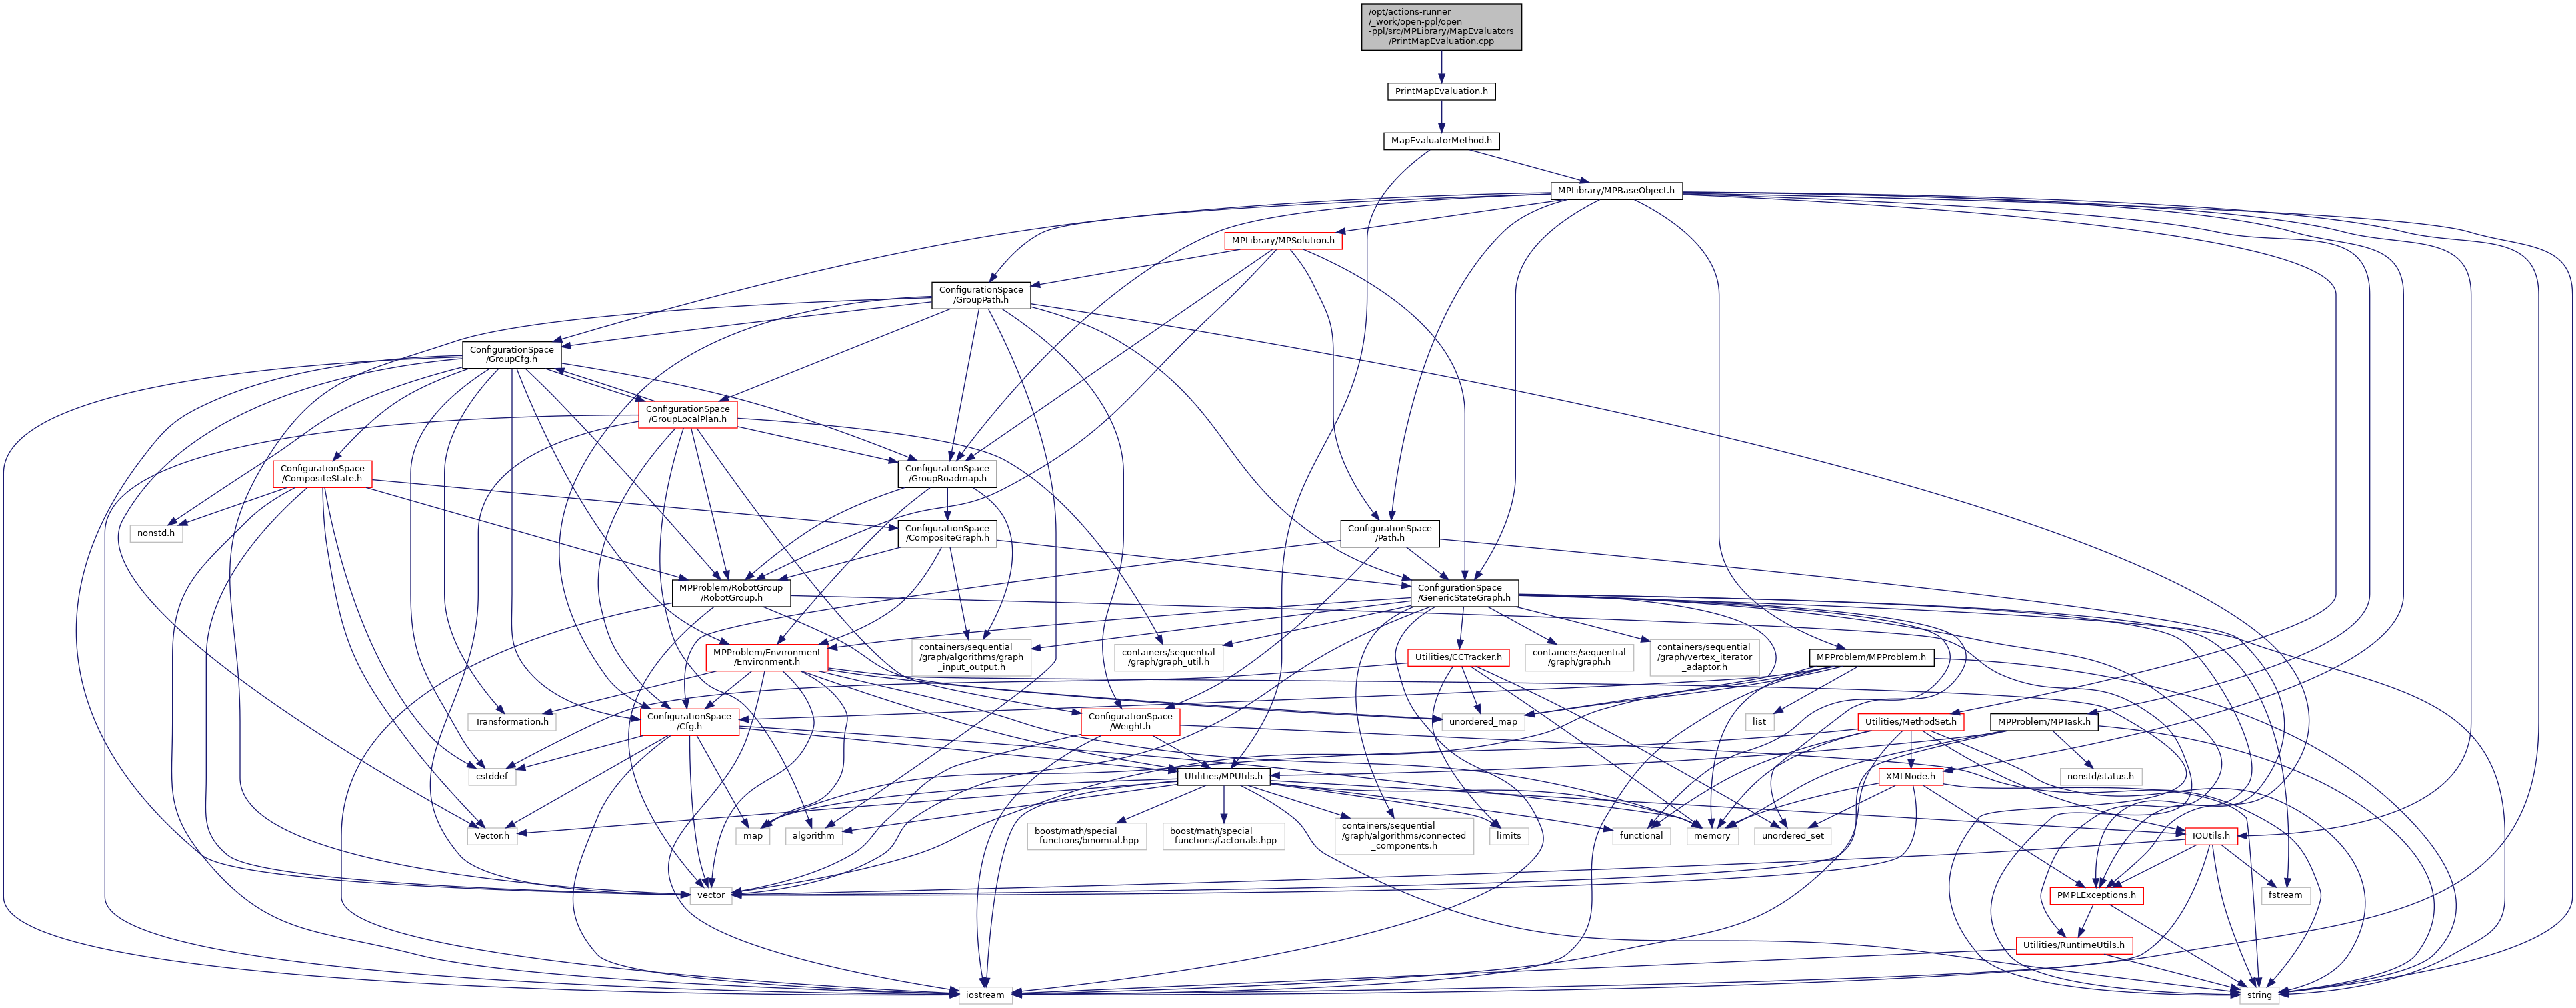 /opt/actions-runner
/_work/open-ppl/open
-ppl/src/MPLibrary/MapEvaluators
/PrintMapEvaluation.cpp
PrintMapEvaluation.h
MapEvaluatorMethod.h
MPLibrary/MPBaseObject.h
MPLibrary/MPSolution.h
ConfigurationSpace
/GroupPath.h
ConfigurationSpace
/GroupCfg.h
ConfigurationSpace
/GroupLocalPlan.h
ConfigurationSpace
/CompositeState.h
ConfigurationSpace
/GroupRoadmap.h
nonstd.h
ConfigurationSpace
/CompositeGraph.h
ConfigurationSpace
/Path.h
MPProblem/RobotGroup
/RobotGroup.h
ConfigurationSpace
/GenericStateGraph.h
MPProblem/Environment
/Environment.h
containers/sequential
/graph/algorithms/graph
_input_output.h
containers/sequential
/graph/graph_util.h
Utilities/CCTracker.h
containers/sequential
/graph/graph.h
containers/sequential
/graph/vertex_iterator
_adaptor.h
MPProblem/MPProblem.h
Transformation.h
ConfigurationSpace
/Cfg.h
unordered_map
ConfigurationSpace
/Weight.h
list
Utilities/MethodSet.h
MPProblem/MPTask.h
cstddef
Utilities/MPUtils.h
XMLNode.h
nonstd/status.h
Vector.h
map
algorithm
boost/math/special
_functions/binomial.hpp
boost/math/special
_functions/factorials.hpp
containers/sequential
/graph/algorithms/connected
_components.h
limits
functional
memory
unordered_set
IOUtils.h
vector
PMPLExceptions.h
fstream
Utilities/RuntimeUtils.h
iostream
string